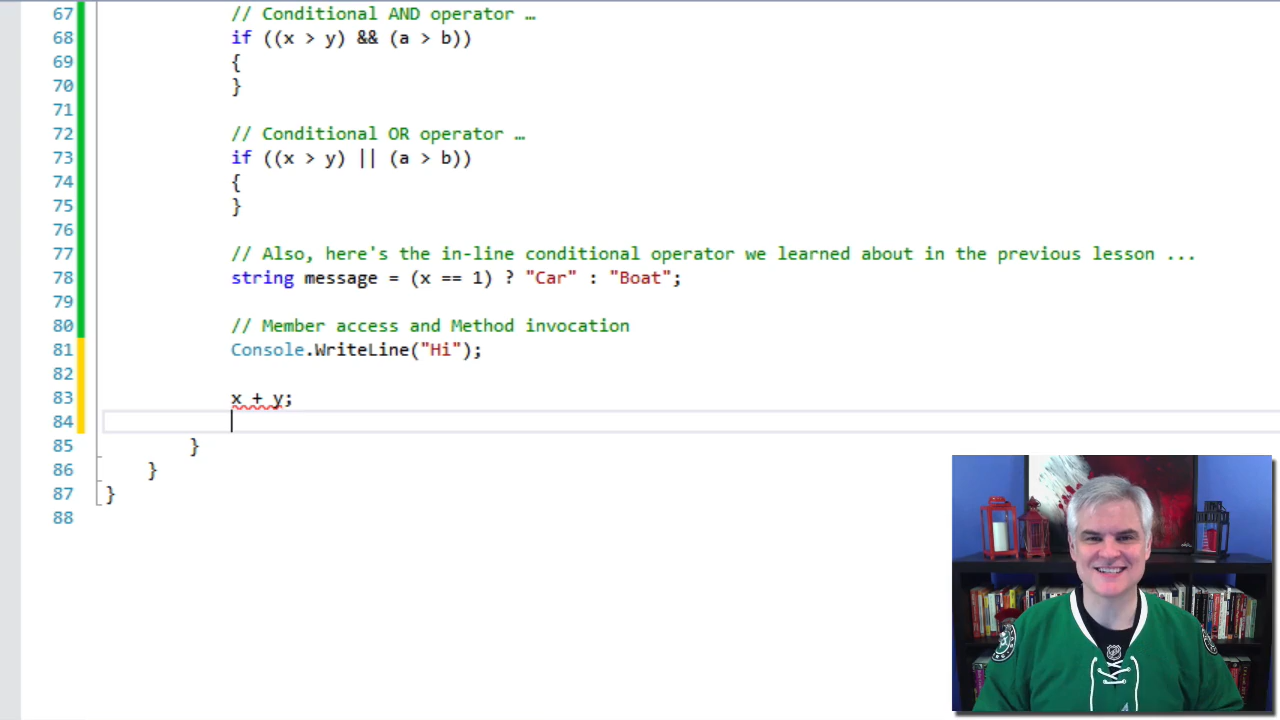 67 // Conditional AND operator …
68 if ((x > y) && (a > b))
69 {
70 }
71
72 // Conditional OR operator …
73 if ((x > y) || (a > b))
74 {
75 }
76
77 // Also, here's the in-line conditional operator we learned about in the previous lesson ...
78 string message = (x == 1) ? "Car" : "Boat";
79
80 // Member access and Method invocation
81 Console.WriteLine("Hi");
82
83 x + y;
84
85 }
86 }
87 }
88